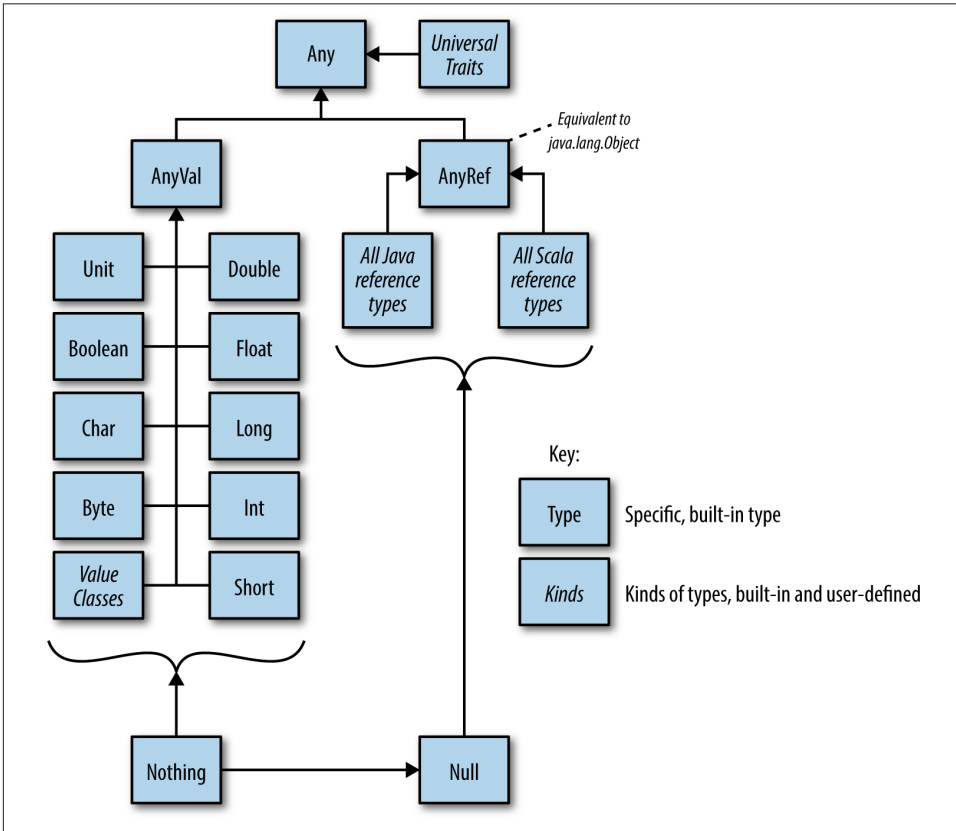 Any
Universal
Traits
Equivalent to
java.lang.Object
AnyVal
AnyRef
Unit
Double
All Java
reference
types
All Scala
reference
types
Boolean
Float
Char
Long
Key:
Byte
Int
Type
Specific, built-in type
Value
Classes
Short
Kinds
Kinds of types, built-in and user-defined
Nothing
Null